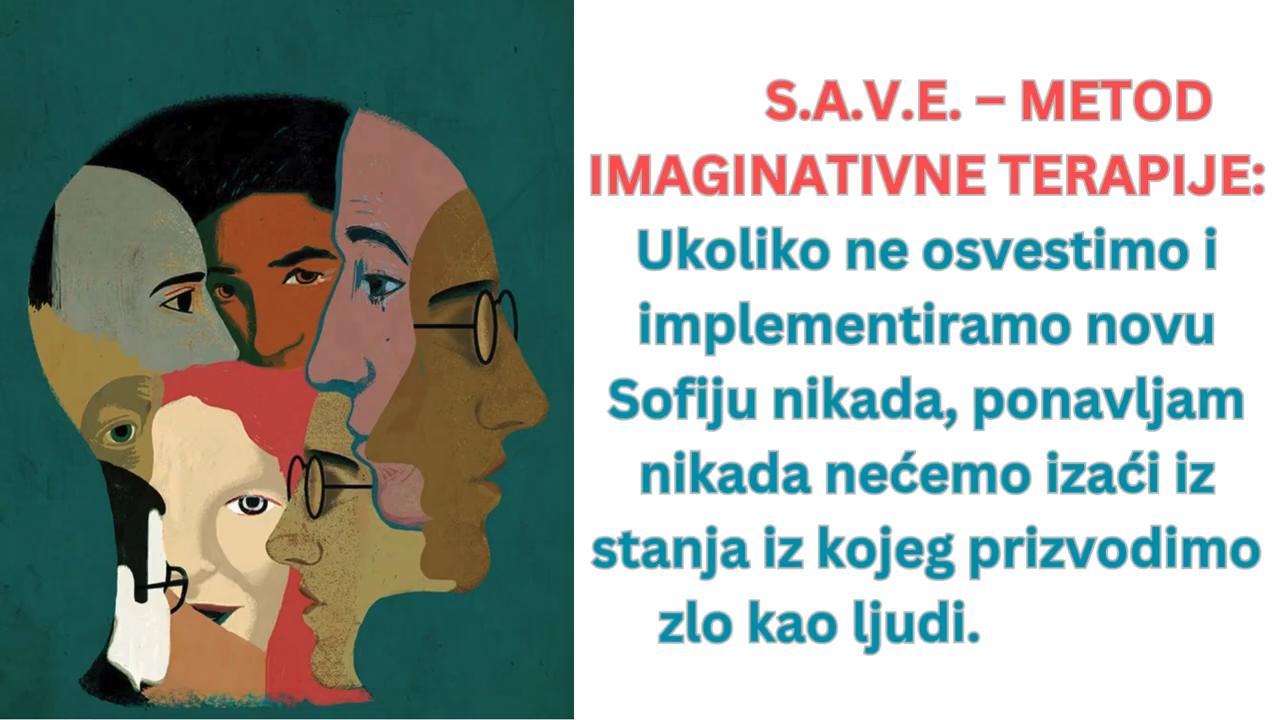 S.A.V.E. – METOD
IMAGINATIVNE TERAPIJE:
Ukoliko ne osvestimo i
implementiramo novu
Sofiju nikada, ponavljam
nikada nećemo izaći iz
stanja iz kojeg prizvodimo
zlo kao ljudi.